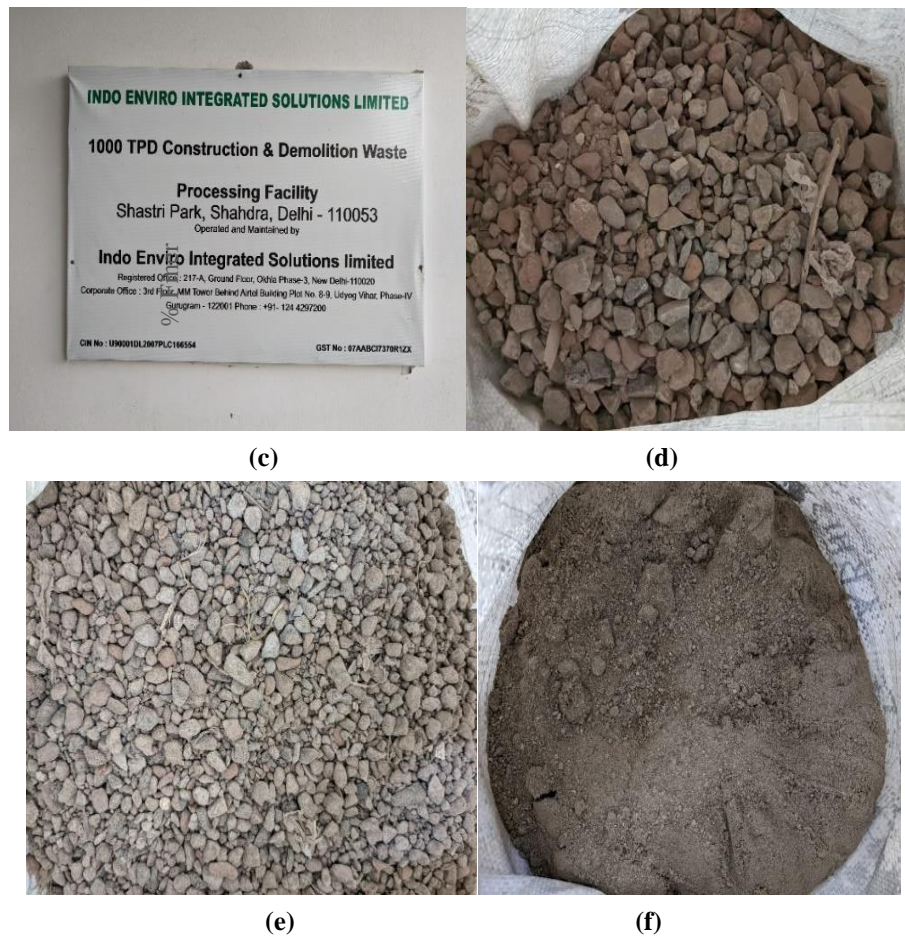 INDO ENVIRO INTEGRATED SOLUTIONS LIMITED
1000 TPD Construction & Demolition Waste
Processing Facility
Shastri Park, Shahdra, Delhi - 110053
Operated and Maintained by
Indo Enviro Integrated Solutions limited
Registered Office : 217-A, Ground Floor, Okhla Phase-3, New Delhi-110020
Corporate Office : 3rd Floor, MM Tower Behind Airtel Building Plot No. 8-9, Udyog Vihar, Phase-IV
Gurugram - 122001 Phone : +91- 124 4297200
CIN No : U90001DL2007PLC166554
GST No : 07AABCI7370R1ZX
(c)
(d)
(e)
(f)